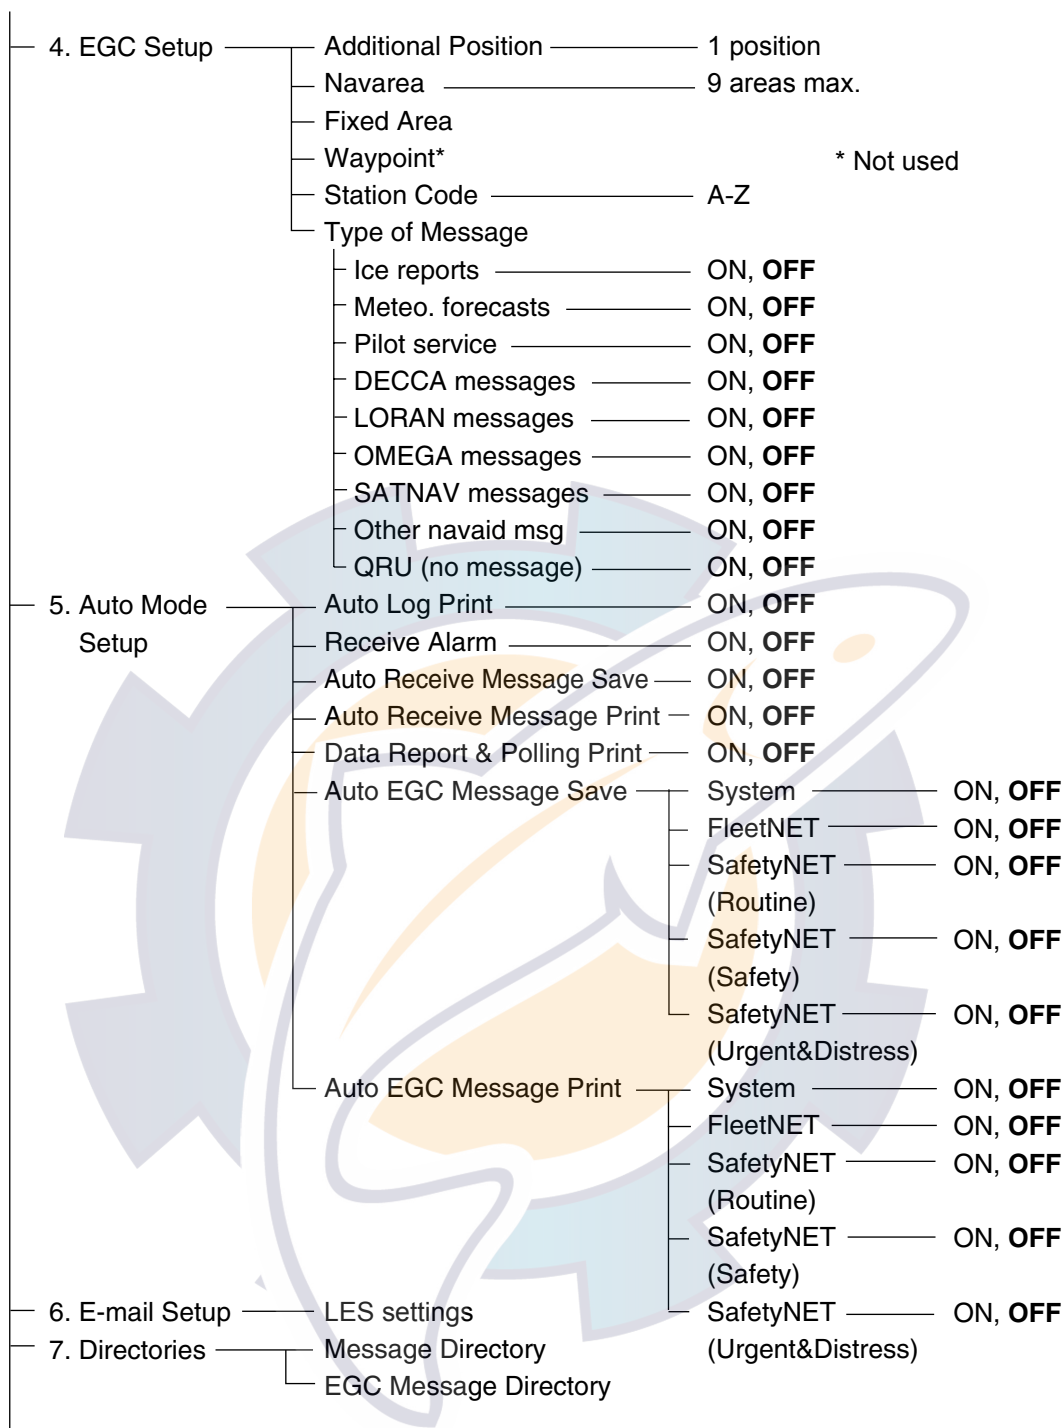 4. EGC Setup Additional Position 1 position
Navarea 9 areas max.
Fixed Area
Waypoint* * Not used
Station Code A-Z
Type of Message
Ice reports ON, OFF
Meteo. forecasts ON, OFF
Pilot service ON, OFF
DECCA messages ON, OFF
LORAN messages ON, OFF
OMEGA messages ON, OFF
SATNAV messages ON, OFF
Other navaid msg ON, OFF
QRU (no message) ON, OFF
5. Auto Mode Auto Log Print ON, OFF
Setup Receive Alarm ON, OFF
Auto Receive Message Save ON, OFF
Auto Receive Message Print ON, OFF
Data Report & Polling Print ON, OFF
Auto EGC Message Save System ON, OFF
FleetNET ON, OFF
SafetyNET ON, OFF
(Routine)
SafetyNET ON, OFF
(Safety)
SafetyNET ON, OFF
(Urgent&Distress)
Auto EGC Message Print System ON, OFF
FleetNET ON, OFF
SafetyNET ON, OFF
(Routine)
SafetyNET ON, OFF
(Safety)
6. E-mail Setup LES settings SafetyNET ON, OFF
7. Directories Message Directory (Urgent&Distress)
EGC Message Directory